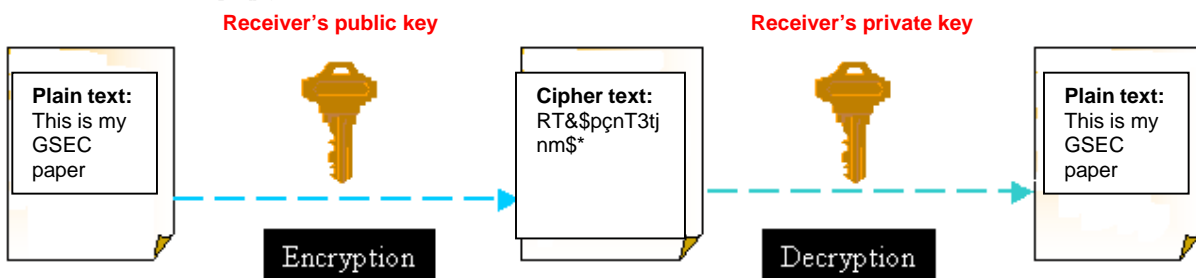 Receiver's public key
Receiver's private key
Plain text:
This is my
GSEC
paper
Cipher text:
RT&$pçnT3tj
nm$*
Plain text:
This is my
GSEC
paper
Encryption
Decryption